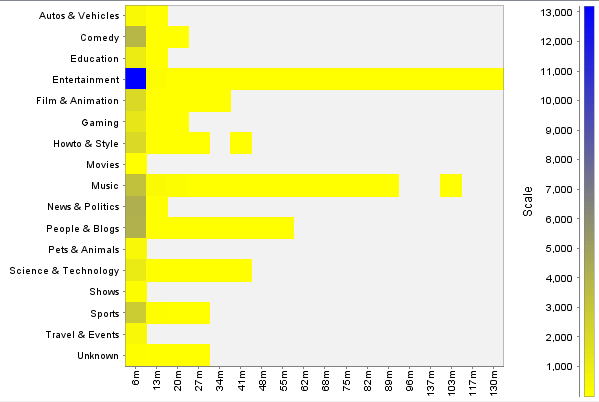 Autos & Vehicles
Comedy
Education
Entertainment
Film & Animation
Gaming
Howto & Style
Movies
Music
News & Politics
People & Blogs
Pets & Animals
Science & Technology
Shows
Sports
Travel & Events
Unknown
6m 13m 20m 27m 34m 41m 48m 55m 62m 68m 75m 82m 89m 96m 137m 103m 117m 130m
Scale
13,000
12,000
11,000
10,000
9,000
8,000
7,000
6,000
5,000
4,000
3,000
2,000
1,000